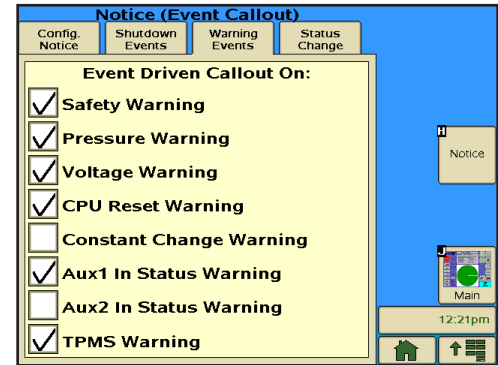 Notice (Event Callout)
Config.
Notice
Shutdown
Events
Warning
Events
Status
Change
Event Driven Callout On:
Safety Warning
Pressure Warning
Voltage Warning
CPU Reset Warning
Constant Change Warning
Aux1 In Status Warning
Aux2 In Status Warning
TPMS Warning
H
Notice
J
Main
12:21pm